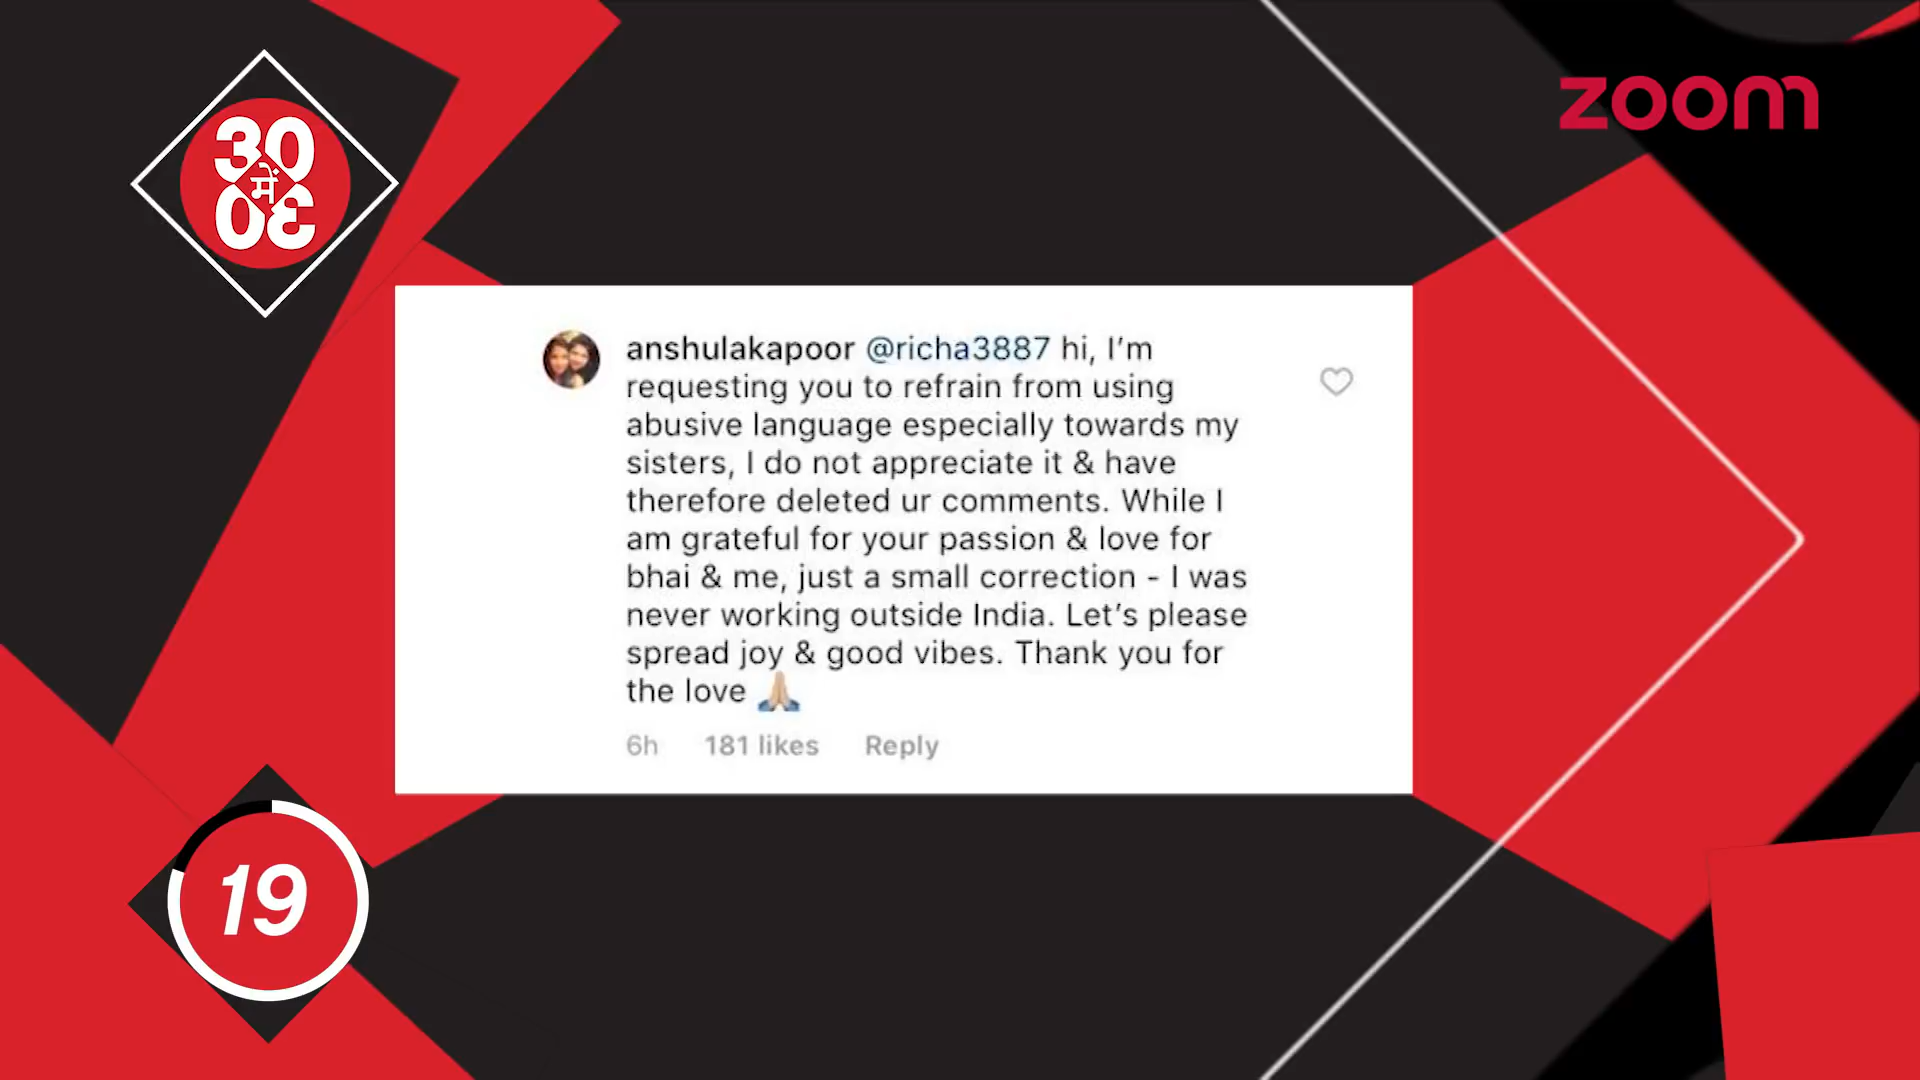 30
में
30
zoom
anshulakapoor @richa3887 hi, I'm
requesting you to refrain from using
abusive language especially towards my
sisters, I do not appreciate it & have
therefore deleted ur comments. While I
am grateful for your passion & love for
bhai & me, just a small correction - I was
never working outside India. Let's please
spread joy & good vibes. Thank you for
the love 🙏🏼
6h 181 likes Reply
19